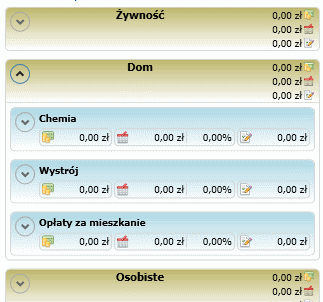 Żywność 0,00 zł
0,00 zł
0,00 zł
Dom 0,00 zł
0,00 zł
0,00 zł
Chemia
0,00 zł 0,00 zł 0,00% 0,00 zł
Wystrój
0,00 zł 0,00 zł 0,00% 0,00 zł
Opłaty za mieszkanie
0,00 zł 0,00 zł 0,00% 0,00 zł
Osobiste 0,00 zł
0,00 zł